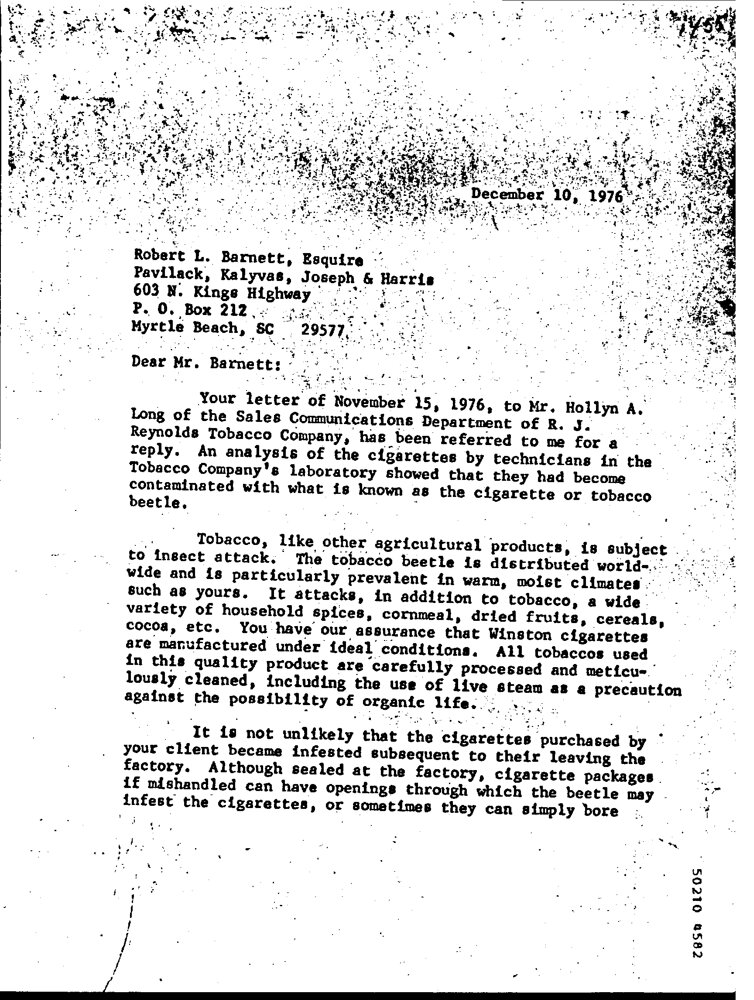 December 10, 1976
Robert L. Barnett, Esquire
Pavilack, Kalyvas, Joseph & Harris
603 N. Kings Highway
P. O. Box 212
Myrtle Beach, SC 29577
Dear Mr. Barnett:
Your letter of November 15, 1976, to Mr. Hollyn A.
Long of the Sales Communications Department of R. J.
Reynolds Tobacco Company, has been referred to me for a
reply. An analysis of the cigarettes by technicians in the
Tobacco Company's laboratory showed that they had become
contaminated with what is known as the cigarette or tobacco
beetle.
Tobacco, like other agricultural products, is subject
to insect attack. The tobacco beetle is distributed world-
wide and is particularly prevalent in warm, moist climates
such as yours. It attacks, in addition to tobacco, a wide
variety of household spices, cornmeal, dried fruits, cereals,
cocoa, etc. You have our assurance that Winston cigarettes
are manufactured under ideal conditions. All tobaccos used
in this quality product are carefully processed and meticu-
lously cleaned, including the use of live steam as a precaution
against the possibility of organic life.
It is not unlikely that the cigarettes purchased by
your client became infested subsequent to their leaving the
factory. Although sealed at the factory, cigarette packages
if mishandled can have openings through which the beetle may
infest the cigarettes, or sometimes they can simply bore
50210 4582